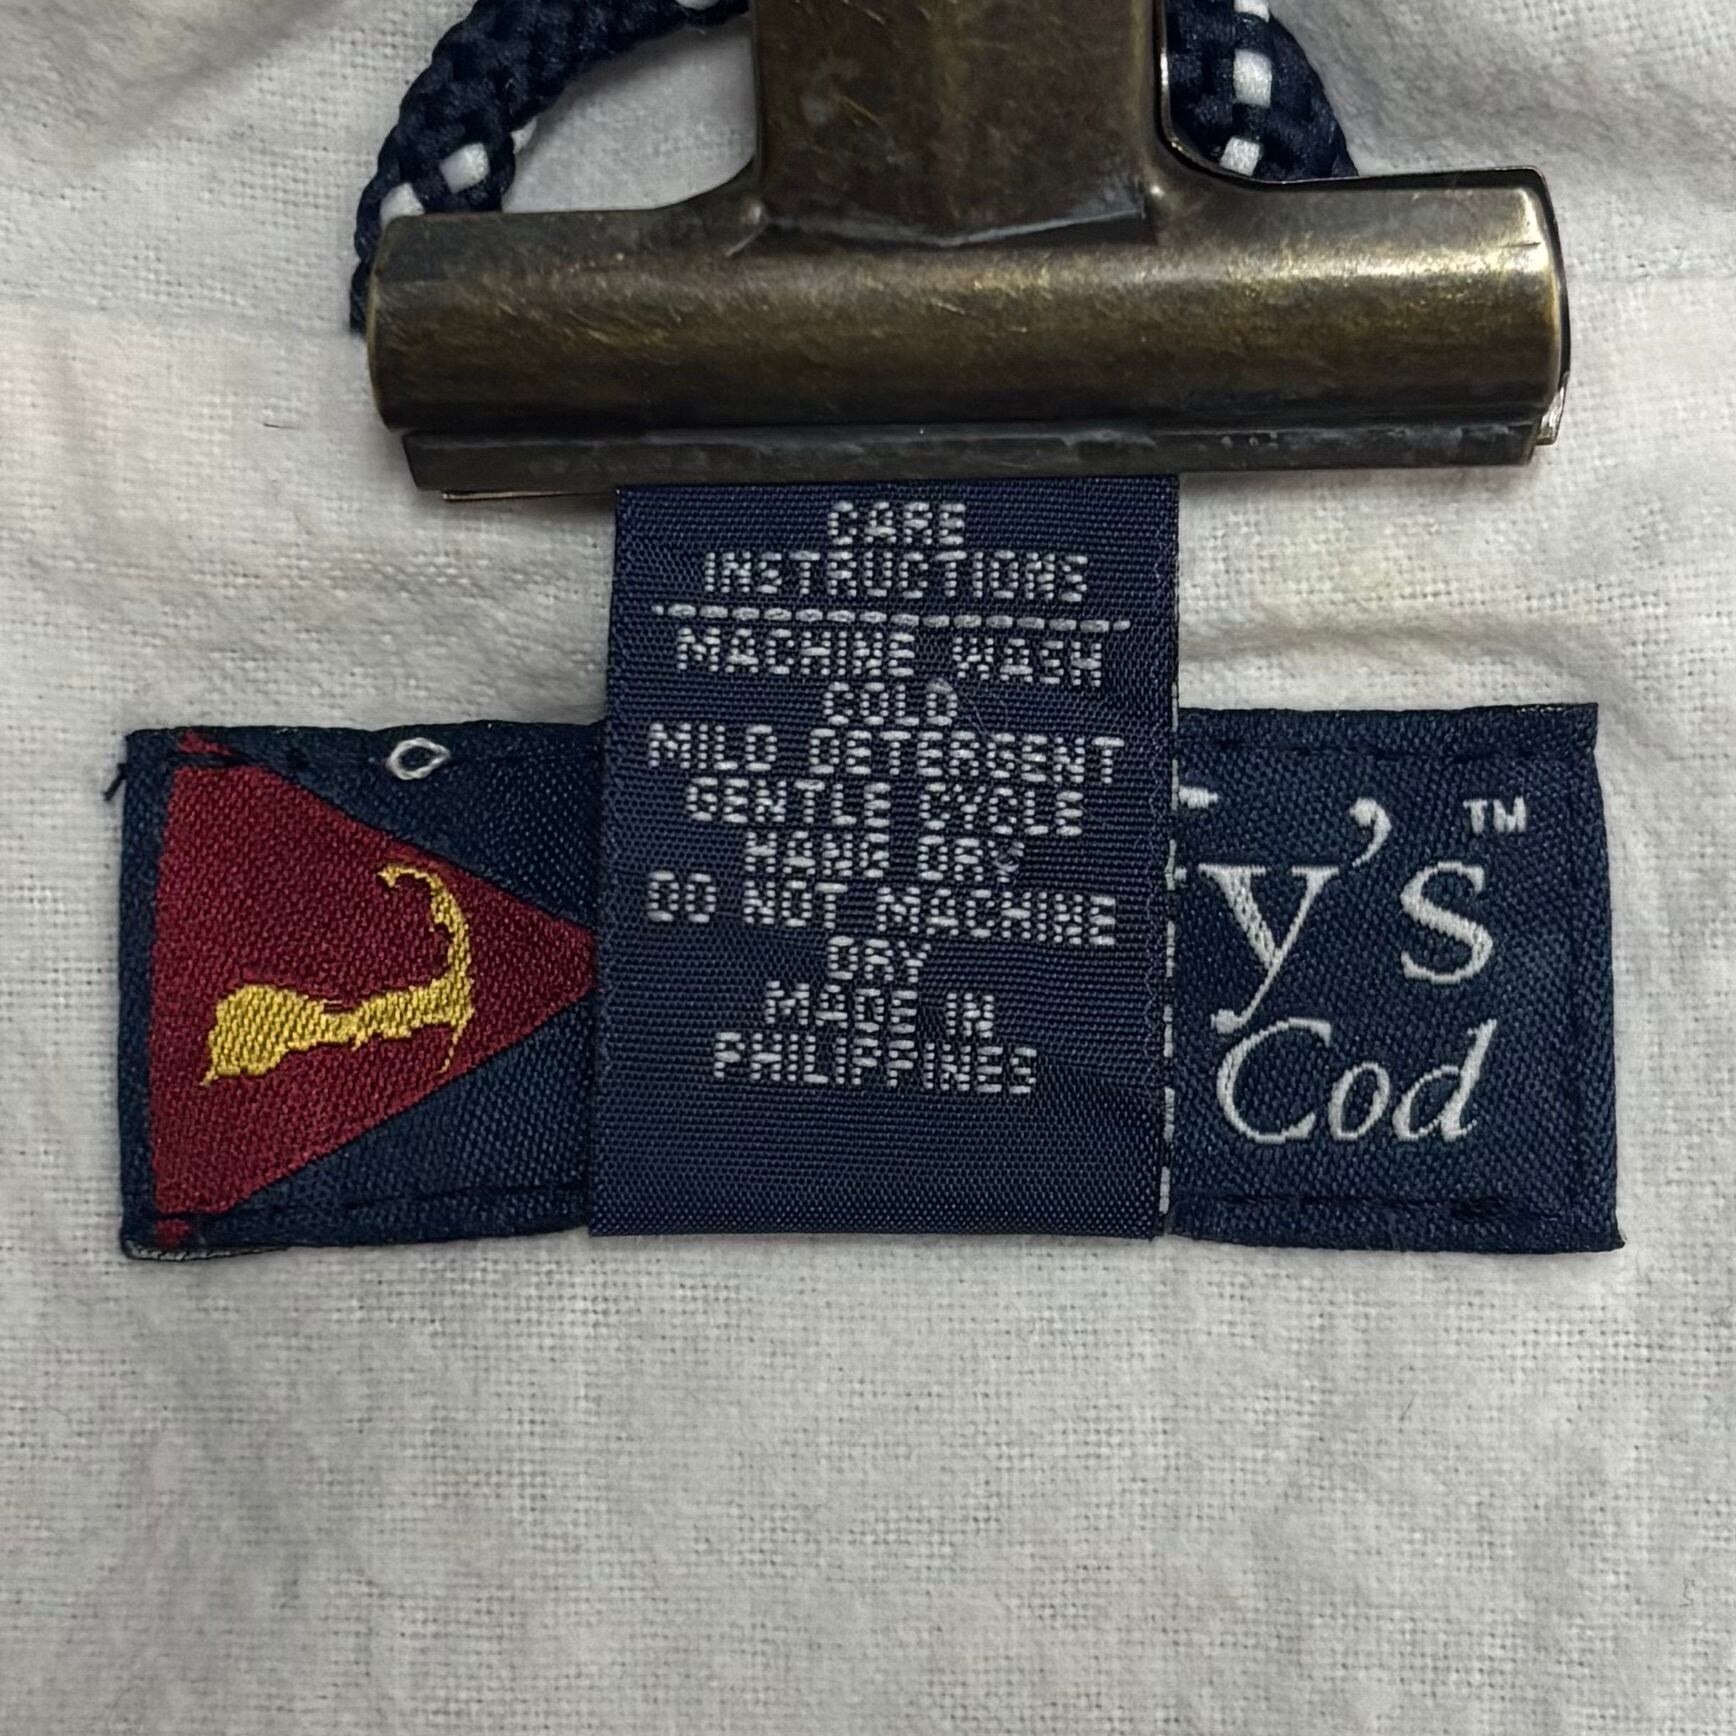 CARE
INSTRUCTIONS
MACHINE WASH
COLD
MILD DETERGENT
GENTLE CYCLE
HANG DRY
DO NOT MACHINE
DRY
MADE IN
PHILIPPINES
y's™
Cod